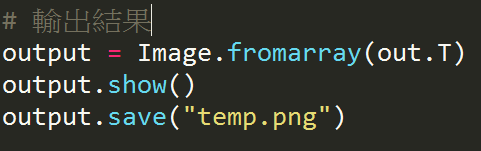 # 輸出結果
output = Image.fromarray(out.T)
output.show()
output.save("temp.png")